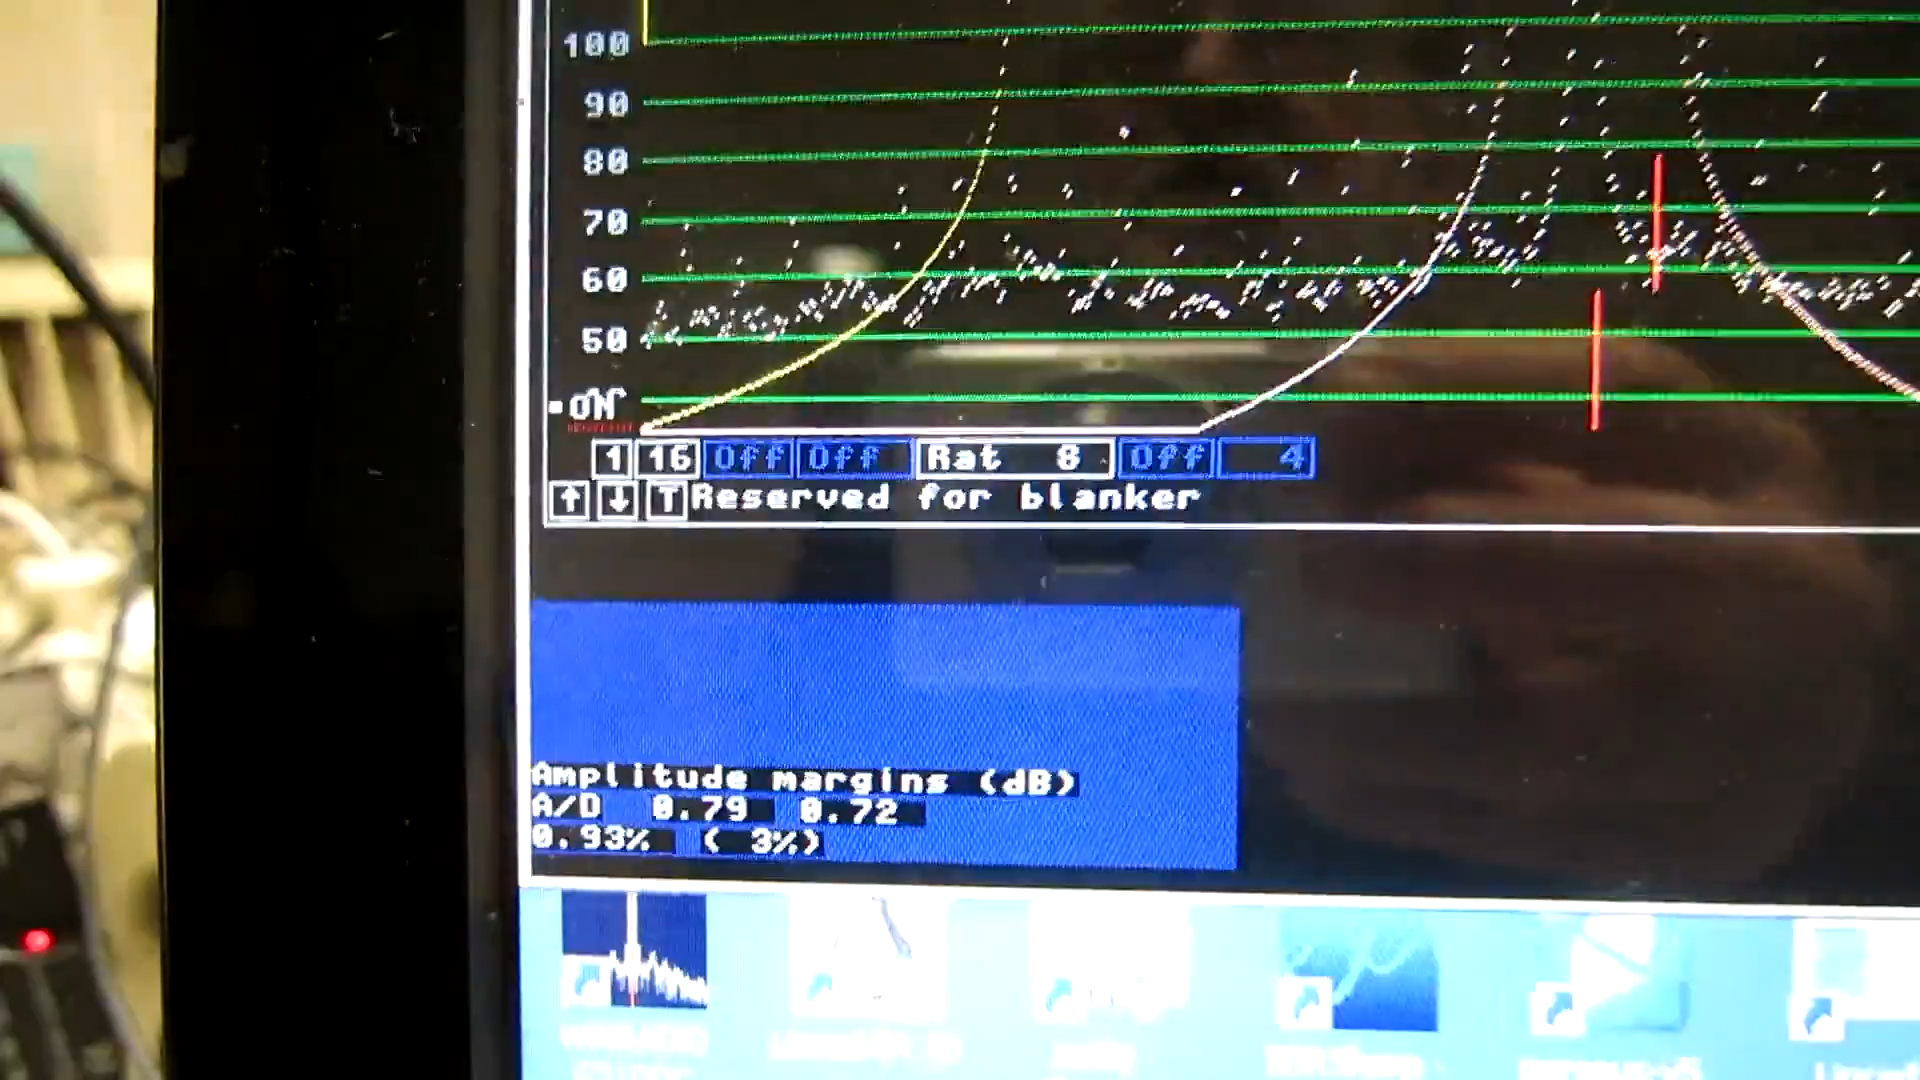 100
90
80
70
60
50
1 16 Off Off Rat 8 Off 4
↑ ↓ T Reserved for blanker
Amplitude margins (dB)
A/D 0.79 0.72
0.93% ( 3%)